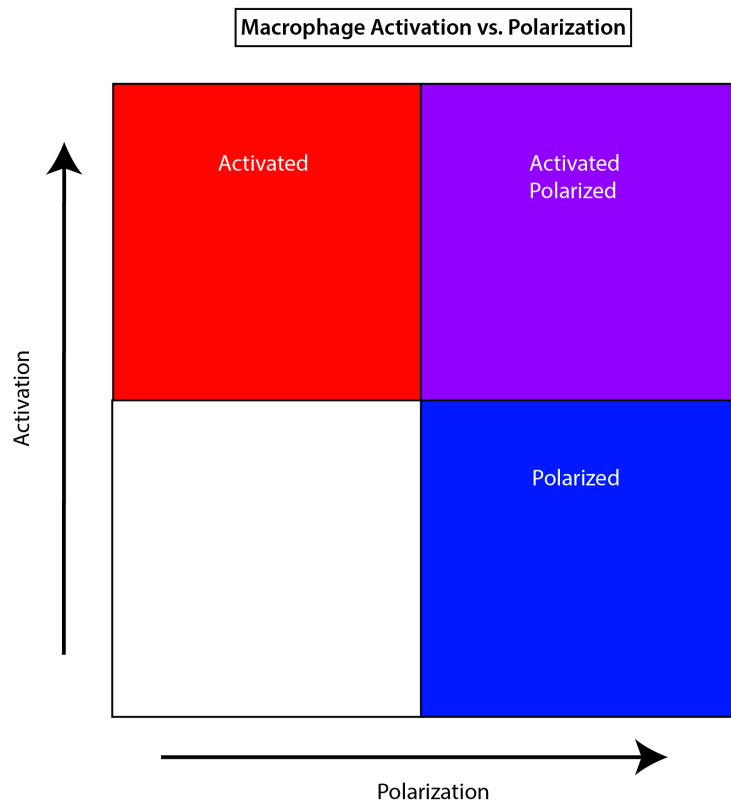 Macrophage Activation vs. Polarization
Activated
Activated
Polarized
Activation
Polarized
Polarization